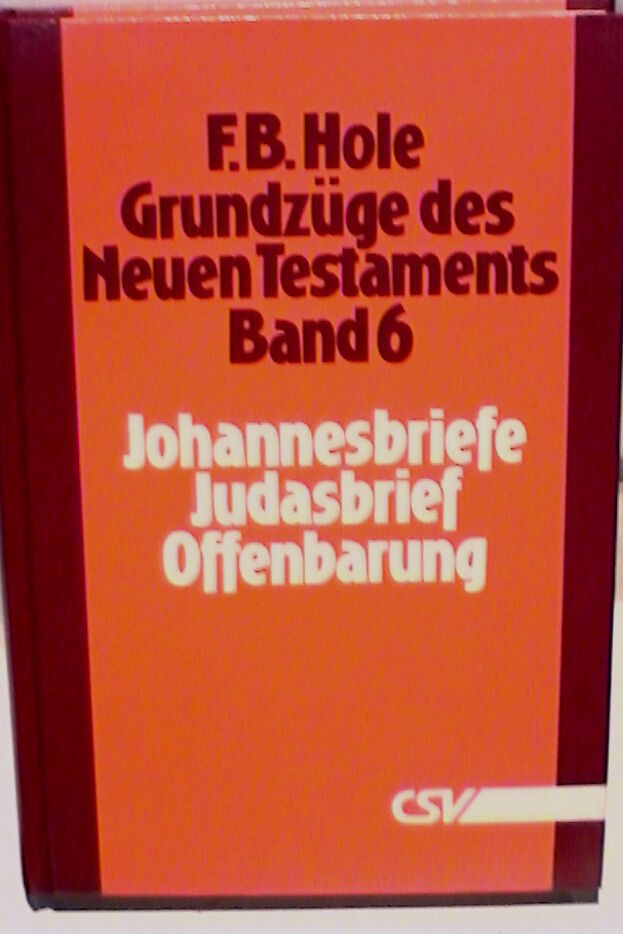 F.B. Hole
Grundzüge des
Neuen Testaments
Band 6
Johannesbriefe
Judasbrief
Offenbarung
CSV